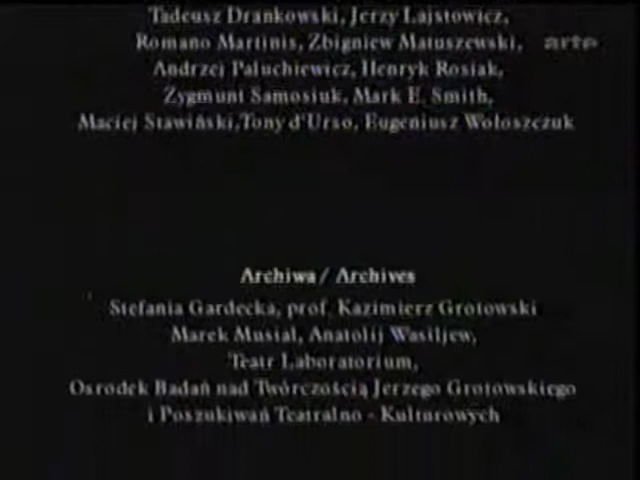 Tadeusz Drankowski, Jerzy Lajstowicz,
Romano Martinis, Zbigniew Matuszewski,
arte
Andrzej Paluchiewicz, Henryk Rosiak,
Zygmunt Samosiuk, Mark E. Smith,
Maciej Stawiński,Tony d'Urso, Eugeniusz Wołoszczuk
Archiwa / Archives
Stefania Gardecka, prof. Kazimierz Grotowski
Marek Musiał, Anatolij Wasiljew,
Teatr Laboratorium,
Ośrodek Badań nad Twórczością Jerzego Grotowskiego
i Poszukiwań Teatralno - Kulturowych